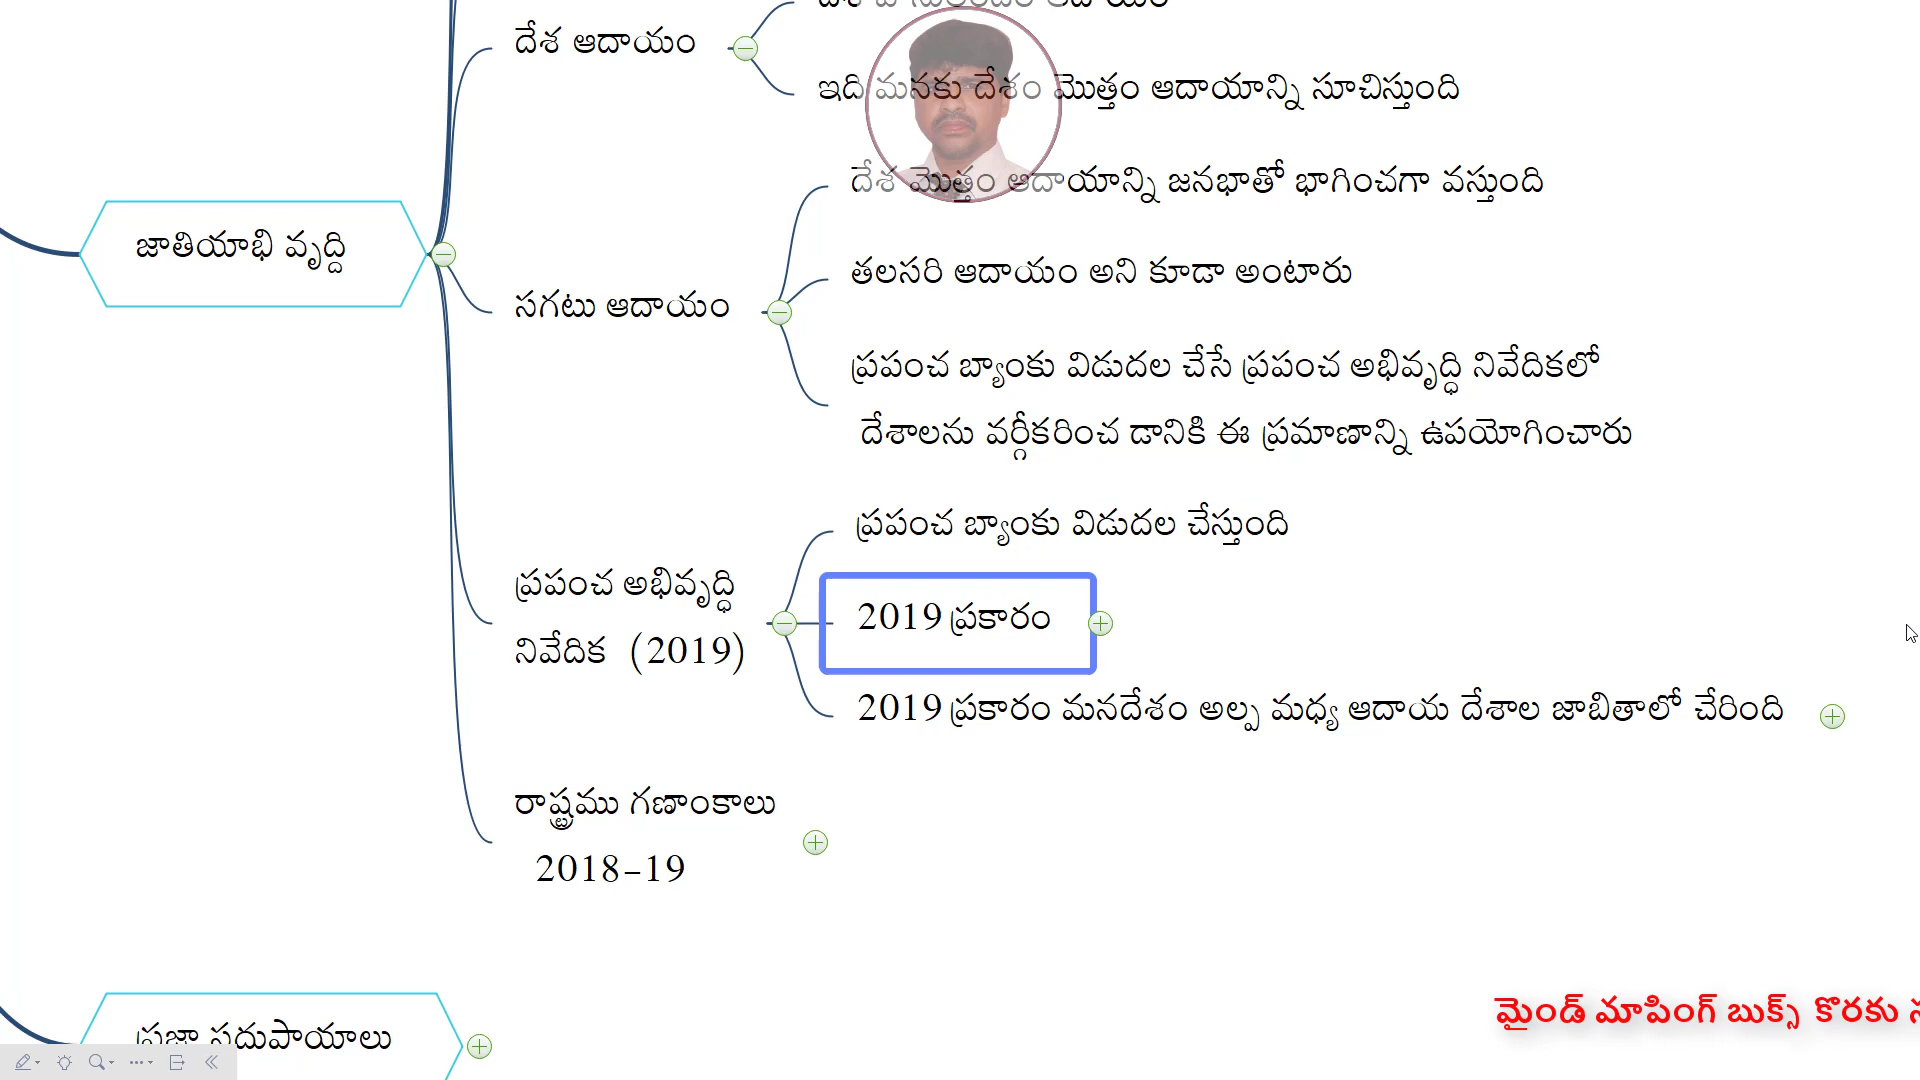 దేశ ఆదాయం
ఇది మనకు దేశం మొత్తం ఆదాయాన్ని సూచిస్తుంది
దేశ మొత్తం ఆదాయాన్ని జనభాతో భాగించగా వస్తుంది
జాతియాభి వృద్ది
తలసరి ఆదాయం అని కూడా అంటారు
సగటు ఆదాయం
ప్రపంచ బ్యాంకు విడుదల చేసే ప్రపంచ అభివృద్ధి నివేదికలో
దేశాలను వర్గీకరించ డానికి ఈ ప్రమాణాన్ని ఉపయోగించారు
ప్రపంచ బ్యాంకు విడుదల చేస్తుంది
ప్రపంచ అభివృద్ధి
నివేదిక (2019)
2019 ప్రకారం
2019 ప్రకారం మనదేశం అల్ప మధ్య ఆదాయ దేశాల జాబితాలో చేరింది
రాష్ట్రము గణాంకాలు
2018-19
మైండ్ మాపింగ్ బుక్స్ కొరకు
ప్రజా సదుపాయాలు